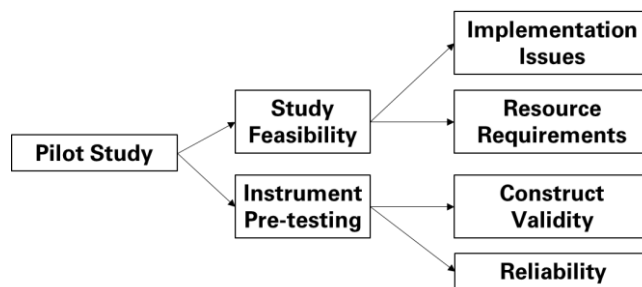 Pilot Study
Study
Feasibility
Instrument
Pre-testing
Implementation
Issues
Resource
Requirements
Construct
Validity
Reliability